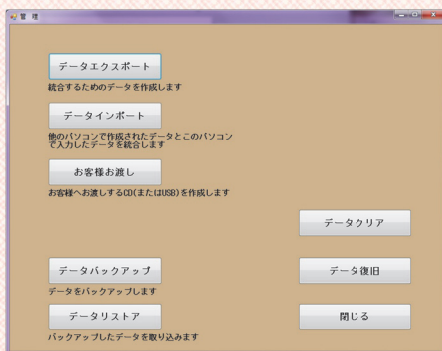 管 理
データエクスポート
統合するためのデータを作成します
データインポート
他のパソコンで作成されたデータとこのパソコン
で入力したデータを統合します
お客様お渡し
お客様へお渡しするCD(またはUSB)を作成します
データクリア
データバックアップ
データ復旧
データをバックアップします
データリストア
閉じる
バックアップしたデータを取り込みます